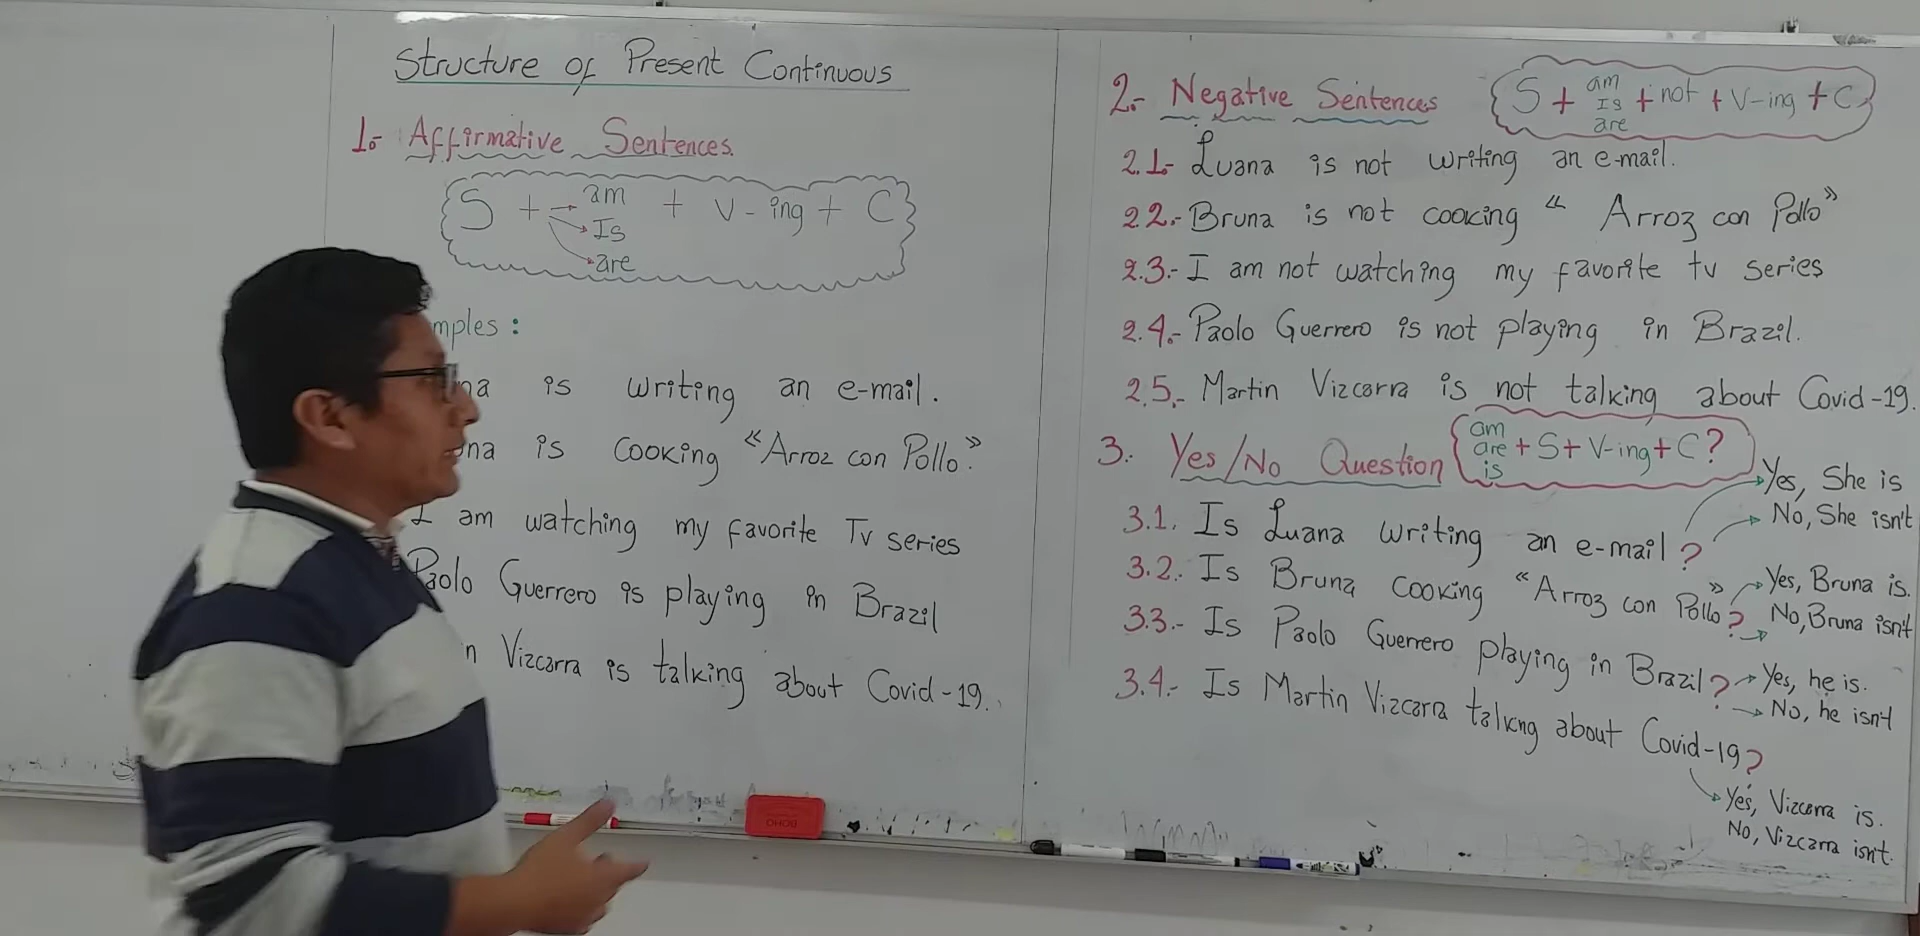 Structure of Present Continuous
1.- Affirmative Sentences.
S + am + V - ing + C
Is
are
mples :
na is writing an e-mail.
una is cooking "Arroz con Pollo".
I am watching my favorite Tv series
Paolo Guerrero is playing in Brazil
n Vizcarra is talking about Covid-19.
2.- Negative Sentences
S + am + not + V-ing + C
Is
are
2.1.- Luana is not writing an e-mail.
2.2.- Bruna is not cooking " Arroz con Pollo"
2.3.- I am not watching my favorite tv series
2.4.- Paolo Guerrero is not playing in Brazil.
2.5.- Martin Vizcarra is not talking about Covid-19.
3. Yes/No Question
am
are + S + V-ing + C?
is
3.1. Is Luana writing an e-mail?
Yes, She is
No, She isn't
3.2. Is Bruna cooking "Arroz con Pollo"?
Yes, Bruna is.
No, Bruna isn't
3.3.- Is Paolo Guerrero playing in Brazil?
Yes, he is.
No, he isn't
3.4.- Is Martin Vizcarra talkng about Covid-19?
Yes, Vizcarra is.
No, Vizcarra isn't.